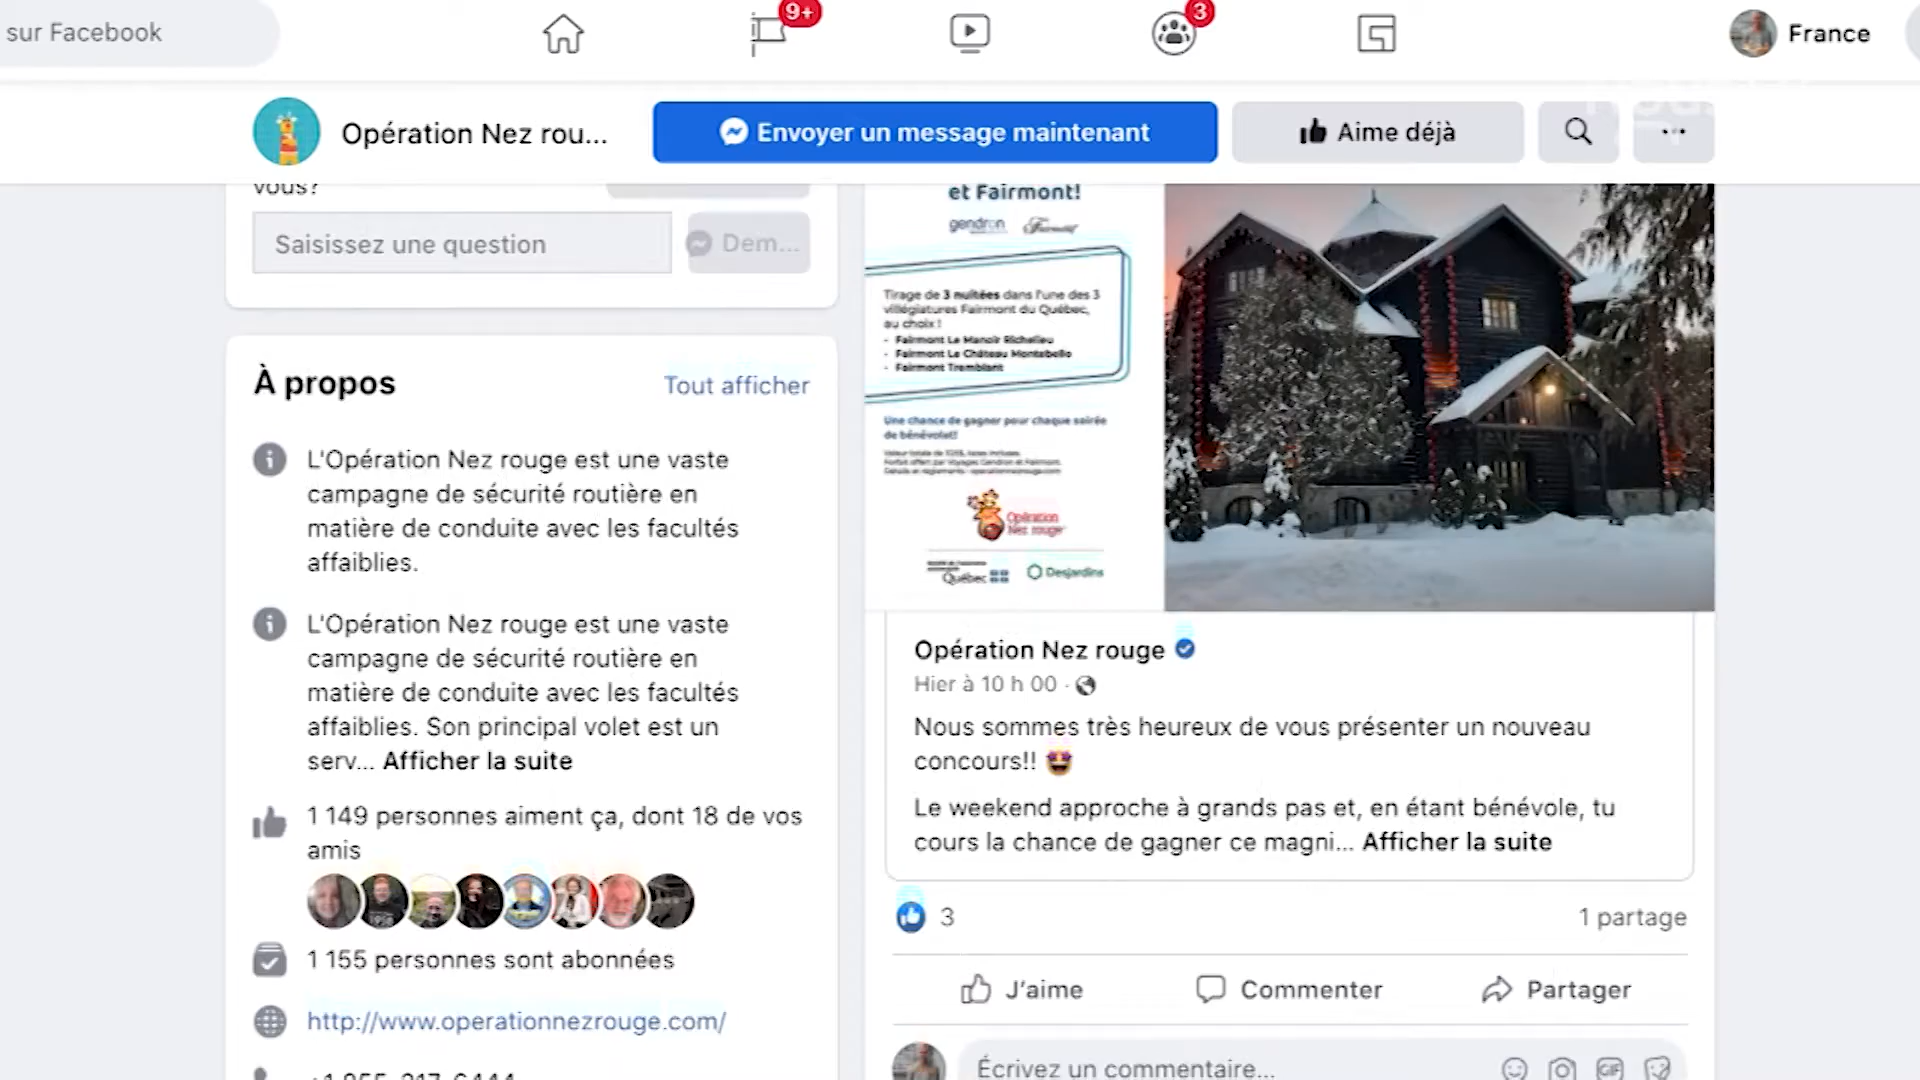 sur Facebook
9+
3
France
Opération Nez rou...
Envoyer un message maintenant
Aime déjà
vous?
Saisissez une question
Dem...
À propos
Tout afficher
L'Opération Nez rouge est une vaste
campagne de sécurité routière en
matière de conduite avec les facultés
affaiblies.
L'Opération Nez rouge est une vaste
campagne de sécurité routière en
matière de conduite avec les facultés
affaiblies. Son principal volet est un
serv... Afficher la suite
1 149 personnes aiment ça, dont 18 de vos
amis
1 155 personnes sont abonnées
http://www.operationnezrouge.com/
et Fairmont!
gendron Fairmont
Tirage de 3 nuitées dans l'une des 3
villégiatures Fairmont du Québec,
au choix !
- Fairmont Le Manoir Richelieu
- Fairmont Le Château Montebello
- Fairmont Tremblant
Une chance de gagner pour chaque soirée
de bénévolat!
Opération
Nez rouge
Québec
Desjardins
Opération Nez rouge
Hier à 10 h 00 ·
Nous sommes très heureux de vous présenter un nouveau
concours!! 🤩
Le weekend approche à grands pas et, en étant bénévole, tu
cours la chance de gagner ce magni... Afficher la suite
3
1 partage
J'aime
Commenter
Partager
Écrivez un commentaire...
GIF